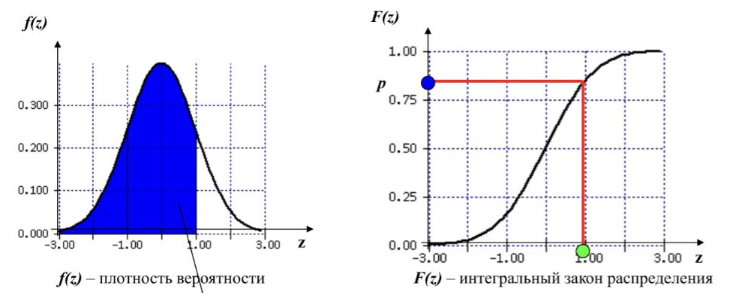 f(z)
0.300
0.200
0.100
0.000
-3.00 -1.00 1.00 3.00 z
f(z) – плотность вероятности
F(z)
1.00
p
0.75
0.50
0.25
0.00
-3.00 -1.00 1.00 3.00 z
F(z) – интегральный закон распределения